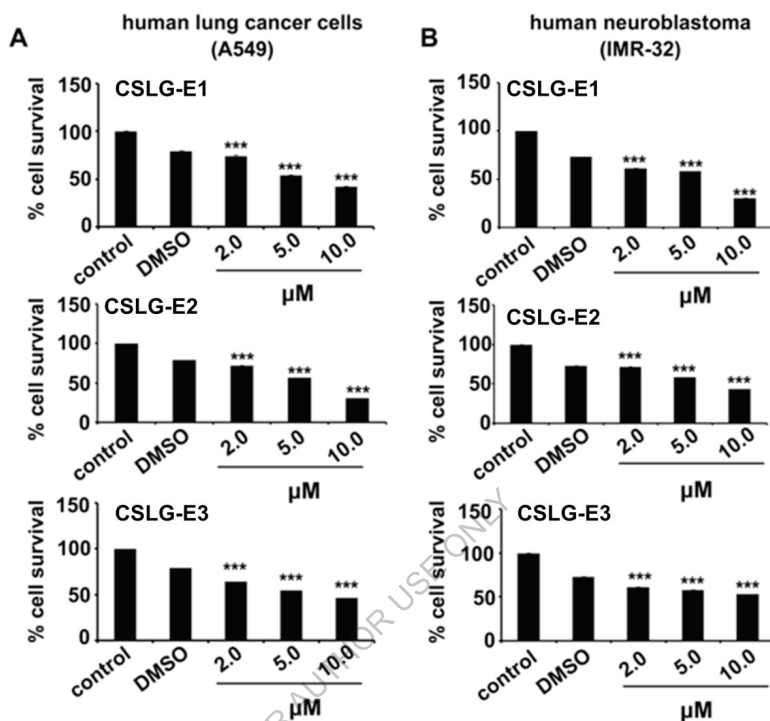 A
human lung cancer cells
(A549)
CSLG-E1
% cell survival
150
100
50
0
***
***
***
control
DMSO
2.0
5.0
10.0
µM
CSLG-E2
% cell survival
150
100
50
0
***
***
***
control
DMSO
2.0
5.0
10.0
µM
CSLG-E3
% cell survival
150
100
50
0
***
***
***
control
DMSO
2.0
5.0
10.0
µM
B
human neuroblastoma
(IMR-32)
CSLG-E1
% cell survival
150
100
50
0
***
***
***
control
DMSO
2.0
5.0
10.0
µM
CSLG-E2
% cell survival
150
100
50
0
***
***
***
control
DMSO
2.0
5.0
10.0
µM
CSLG-E3
% cell survival
150
100
50
0
***
***
***
control
DMSO
2.0
5.0
10.0
µM
AUTHOR USE ONLY